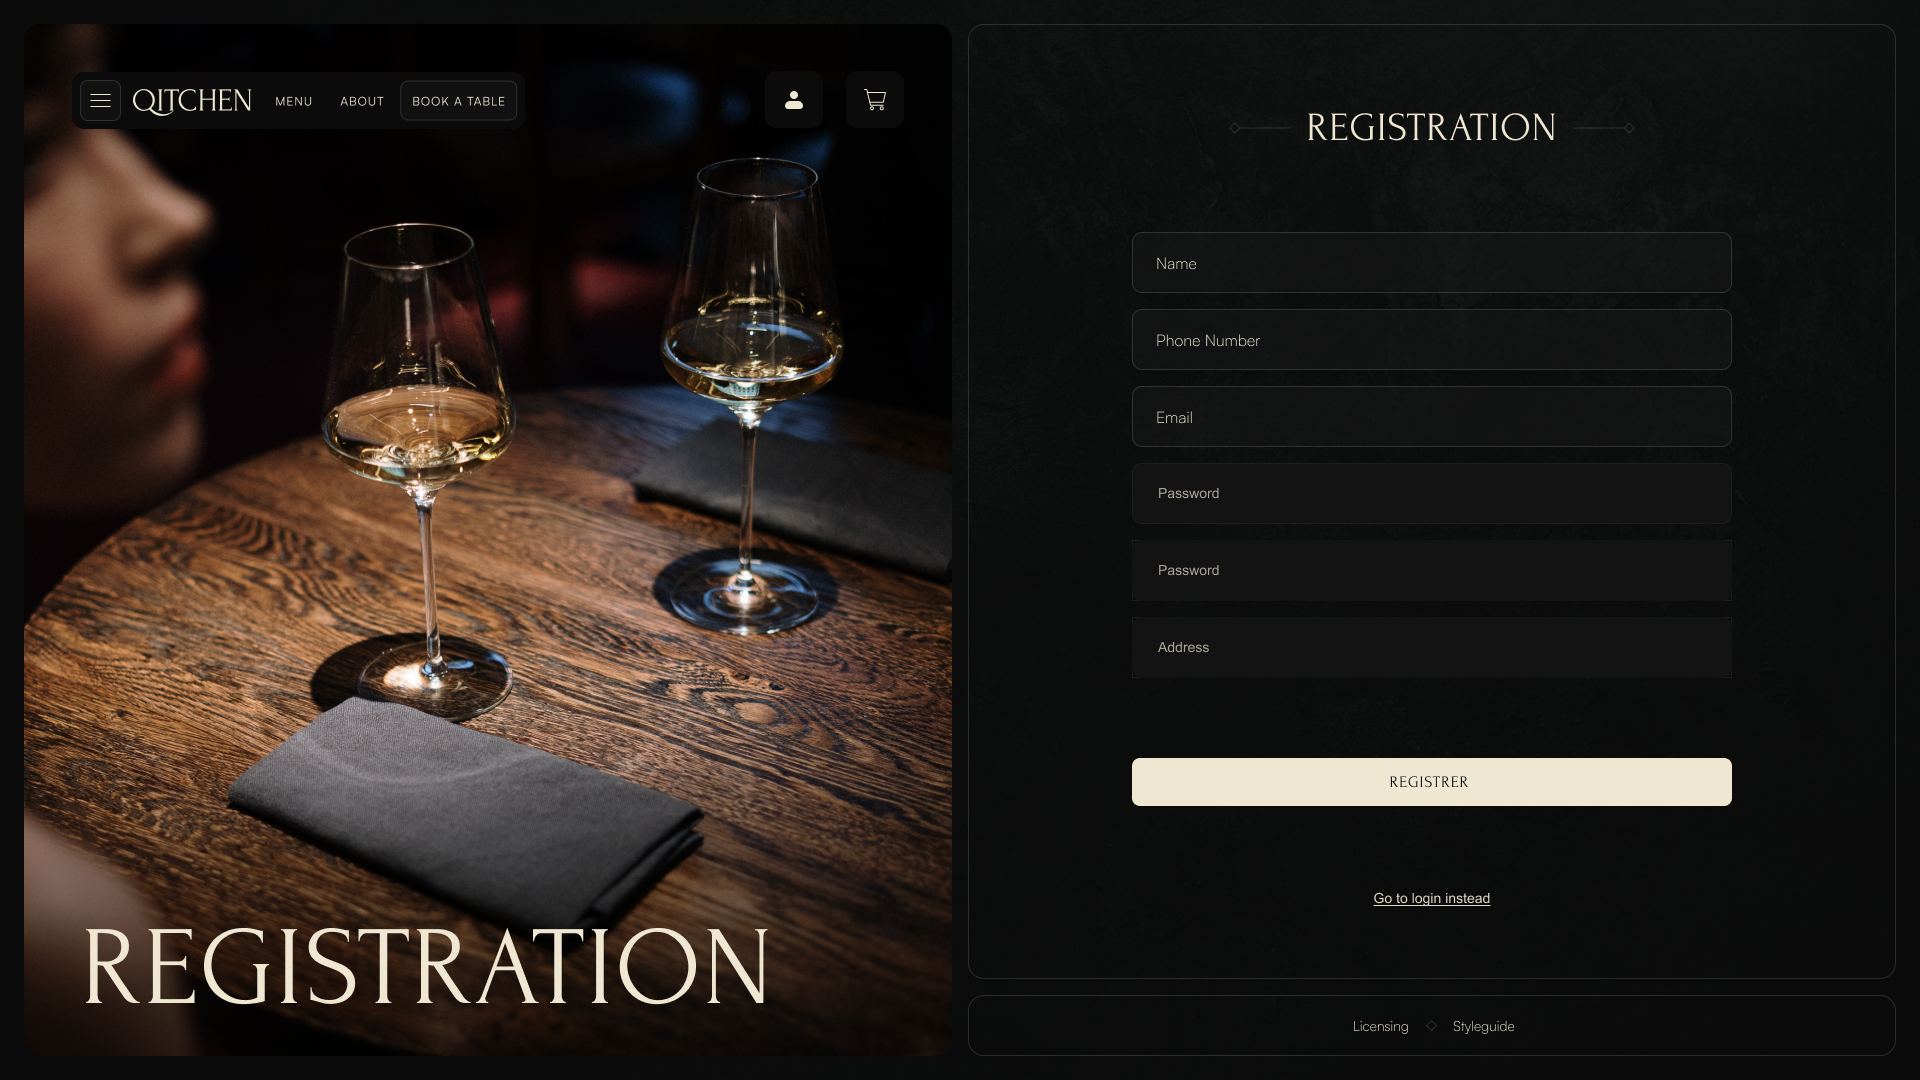 QITCHEN
MENU
ABOUT
BOOK A TABLE
REGISTRATION
REGISTRATION
Name
Phone Number
Email
Password
Password
Address
REGISTRER
Go to login instead
Licensing
Styleguide